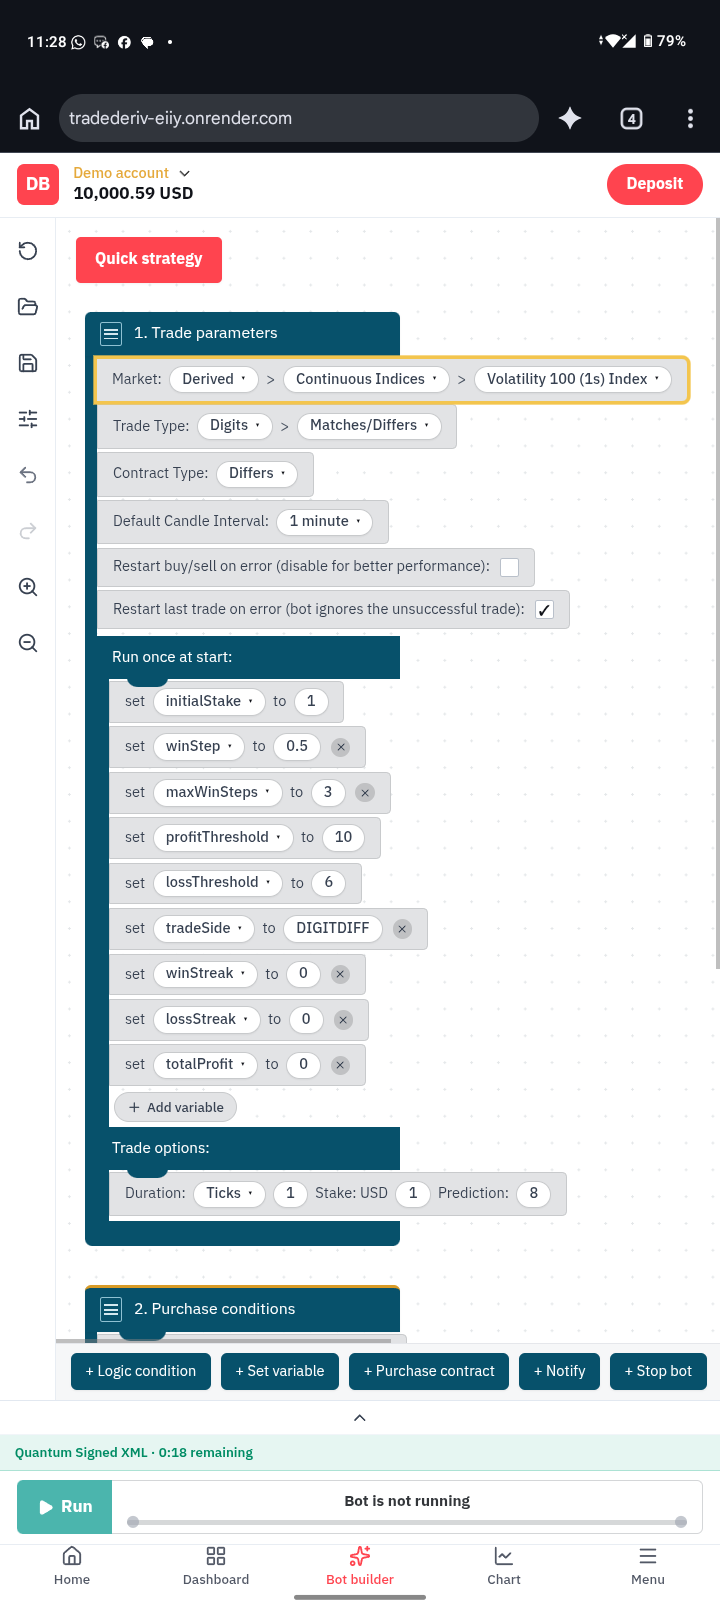 11:28 79%
tradederiv-eiiy.onrender.com 4
DB Demo account
10,000.59 USD
Deposit
Quick strategy
1. Trade parameters
Market: Derived > Continuous Indices > Volatility 100 (1s) Index
Trade Type: Digits > Matches/Differs
Contract Type: Differs
Default Candle Interval: 1 minute
Restart buy/sell on error (disable for better performance):
Restart last trade on error (bot ignores the unsuccessful trade): ✓
Run once at start:
set initialStake to 1
set winStep to 0.5
set maxWinSteps to 3
set profitThreshold to 10
set lossThreshold to 6
set tradeSide to DIGITDIFF
set winStreak to 0
set lossStreak to 0
set totalProfit to 0
+ Add variable
Trade options:
Duration: Ticks 1 Stake: USD 1 Prediction: 8
2. Purchase conditions
+ Logic condition + Set variable + Purchase contract + Notify + Stop bot
Quantum Signed XML · 0:18 remaining
Run Bot is not running
Home Dashboard Bot builder Chart Menu